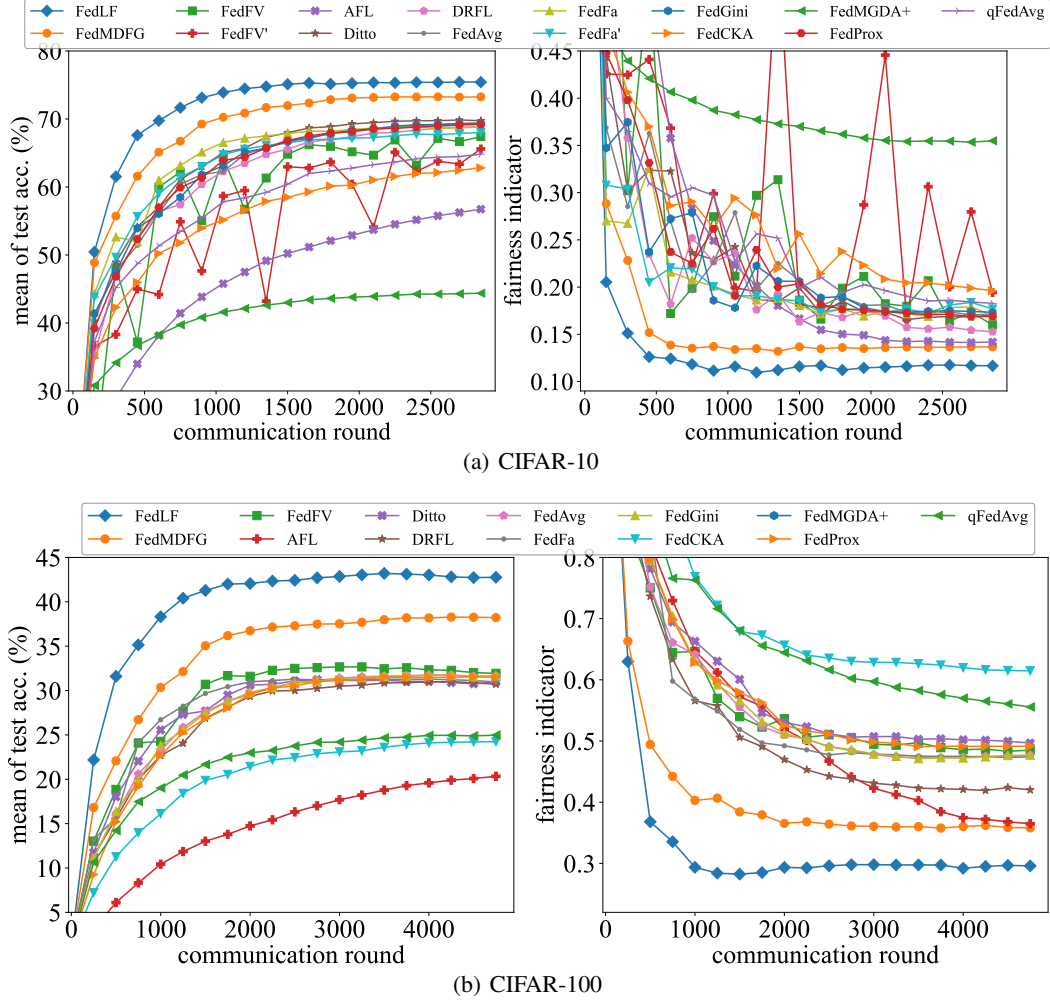 FedLF FedFV AFL DRFL FedFa FedGini FedMGDA+ qFedAvg
FedMDFG FedFV' Ditto FedAvg FedFa' FedCKA FedProx
mean of test acc. (%)
80
70
60
50
40
30
0 500 1000 1500 2000 2500
communication round
fairness indicator
0.45
0.40
0.35
0.30
0.25
0.20
0.15
0.10
0 500 1000 1500 2000 2500
communication round
(a) CIFAR-10
FedLF FedFV Ditto FedAvg FedGini FedMGDA+ qFedAvg
FedMDFG AFL DRFL FedFa FedCKA FedProx
mean of test acc. (%)
45
40
35
30
25
20
15
10
5
0 1000 2000 3000 4000
communication round
fairness indicator
0.8
0.7
0.6
0.5
0.4
0.3
0 1000 2000 3000 4000
communication round
(b) CIFAR-100